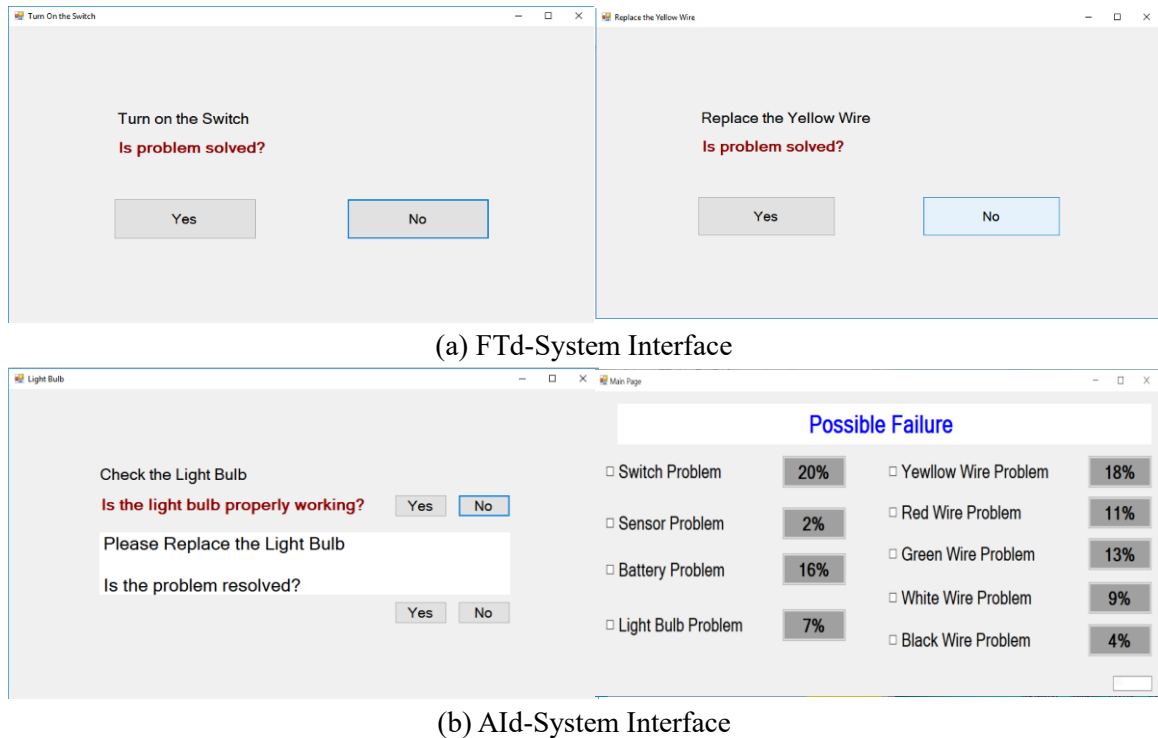 Turn On the Switch
Turn on the Switch
Is problem solved?
Yes No
Replace the Yellow Wire
Replace the Yellow Wire
Is problem solved?
Yes No
(a) FTd-System Interface
Light Bulb
Check the Light Bulb
Is the light bulb properly working? Yes No
Please Replace the Light Bulb
Is the problem resolved?
Yes No
Main Page
Possible Failure
Switch Problem 20%
Sensor Problem 2%
Battery Problem 16%
Light Bulb Problem 7%
Yewllow Wire Problem 18%
Red Wire Problem 11%
Green Wire Problem 13%
White Wire Problem 9%
Black Wire Problem 4%
(b) AId-System Interface